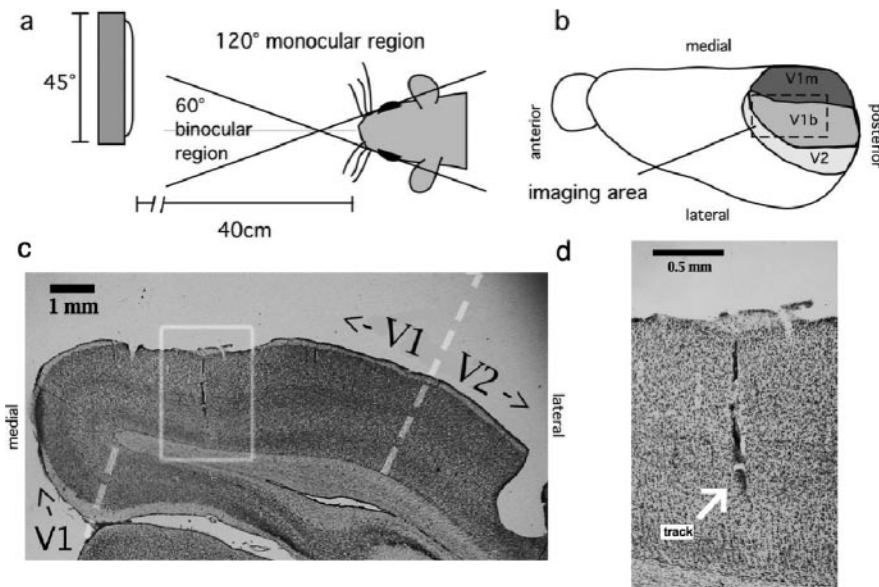 a
45°
120° monocular region
60°
binocular
region
40cm
b
medial
anterior
posterior
V1m
V1b
V2
imaging area
lateral
c
1 mm
<- V1
V2 ->
medial
lateral
<- V1
d
0.5 mm
track